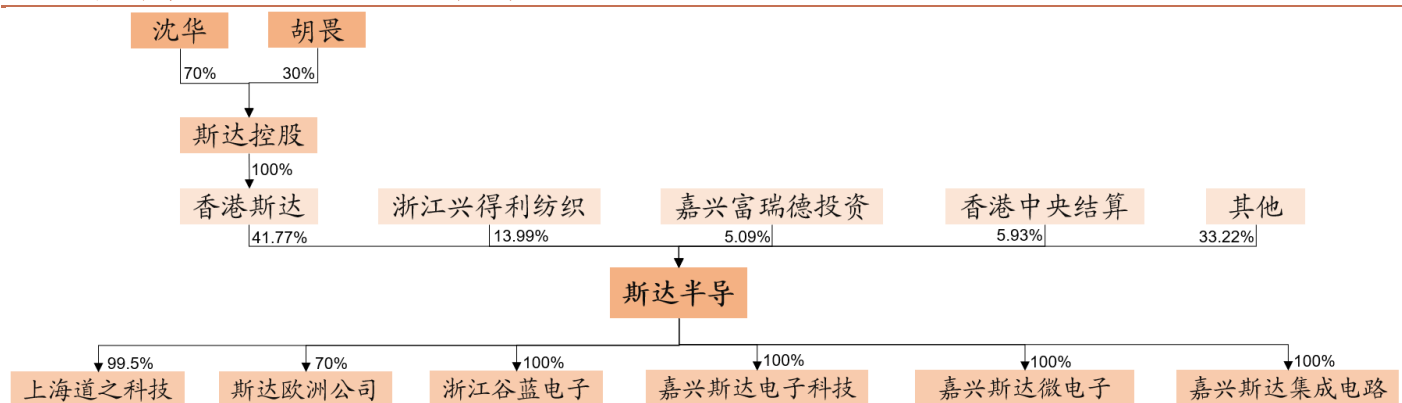 沈华 胡畏
70% 30%
斯达控股
100%
香港斯达 浙江兴得利纺织 嘉兴富瑞德投资 香港中央结算 其他
41.77% 13.99% 5.09% 5.93% 33.22%
斯达半导
99.5% 70% 100% 100% 100% 100%
上海道之科技 斯达欧洲公司 浙江谷蓝电子 嘉兴斯达电子科技 嘉兴斯达微电子 嘉兴斯达集成电路